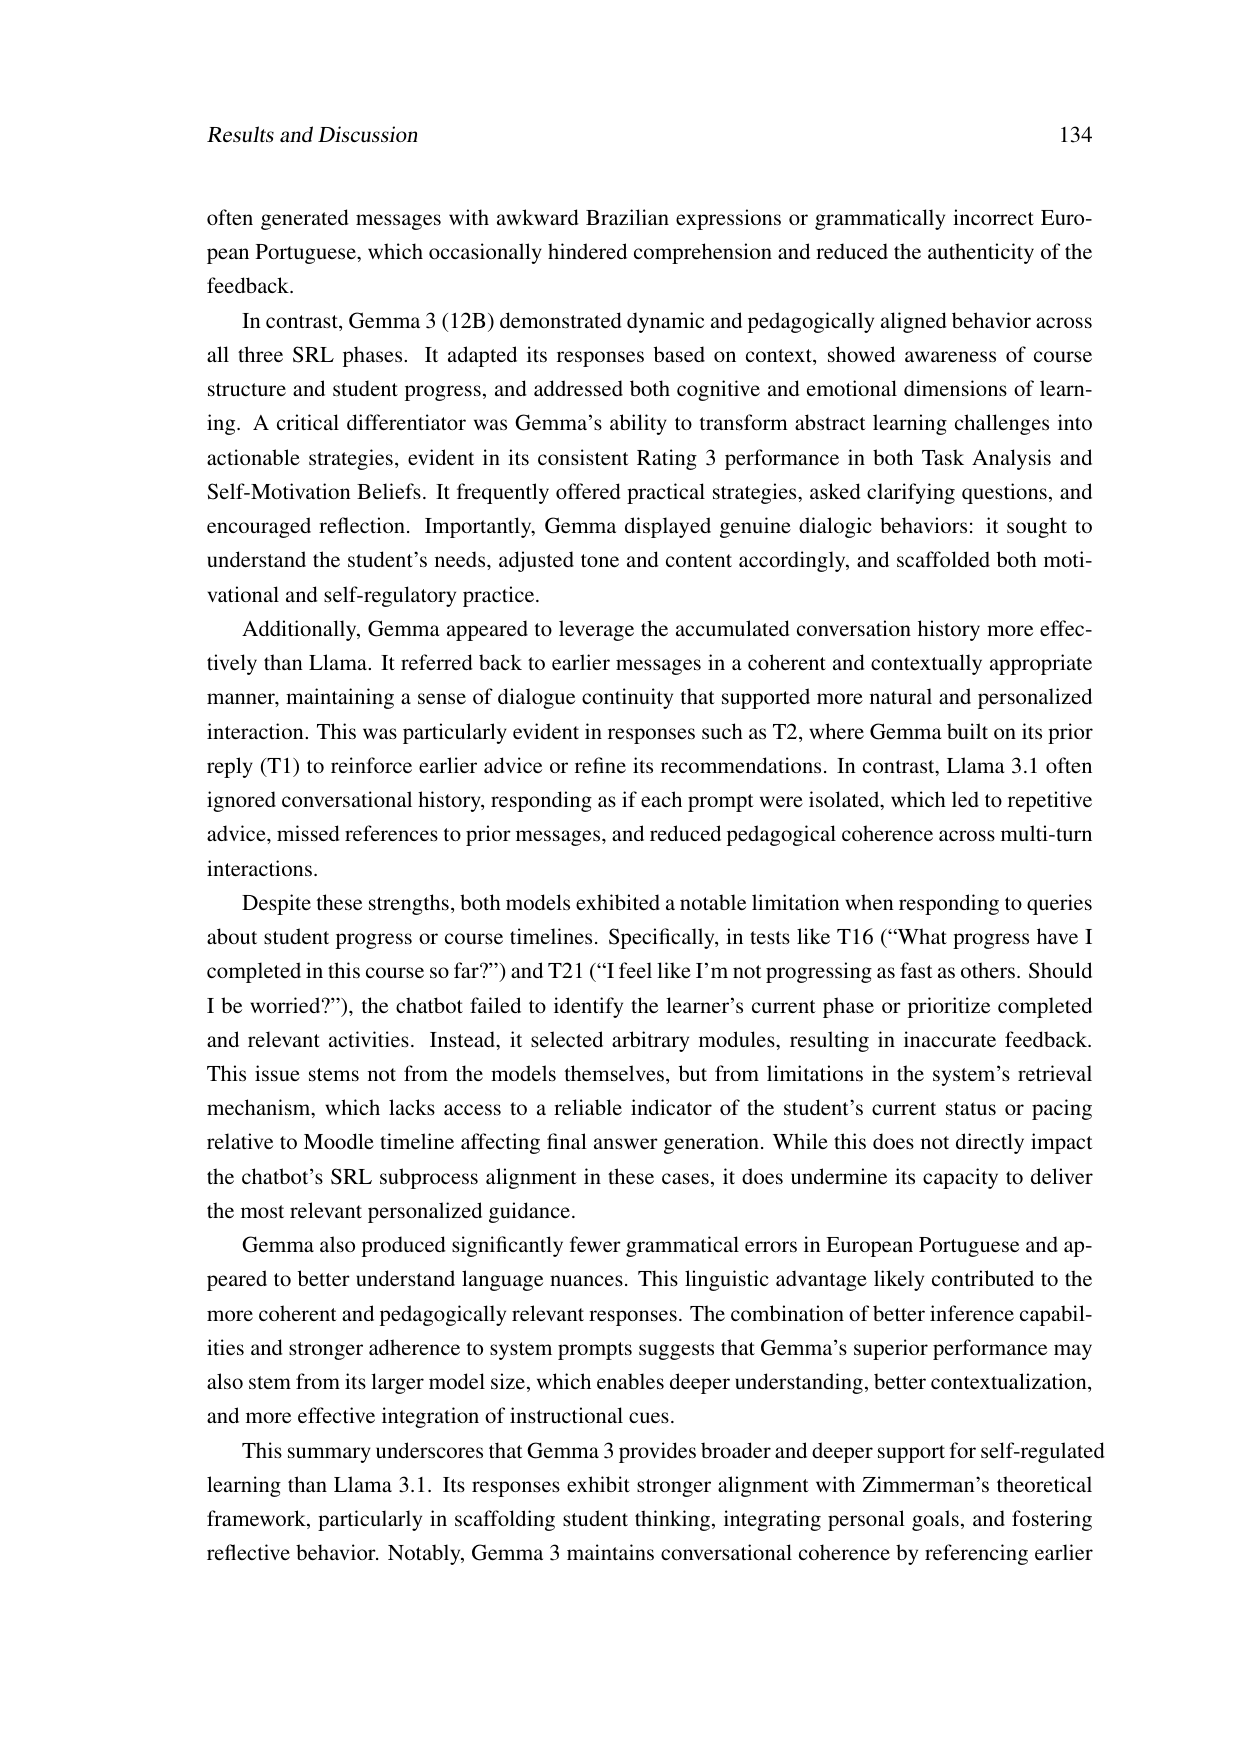 Results and Discussion 134
often generated messages with awkward Brazilian expressions or grammatically incorrect Euro-
pean Portuguese, which occasionally hindered comprehension and reduced the authenticity of the
feedback.
In contrast, Gemma 3 (12B) demonstrated dynamic and pedagogically aligned behavior across
all three SRL phases. It adapted its responses based on context, showed awareness of course
structure and student progress, and addressed both cognitive and emotional dimensions of learn-
ing. A critical differentiator was Gemma’s ability to transform abstract learning challenges into
actionable strategies, evident in its consistent Rating 3 performance in both Task Analysis and
Self-Motivation Beliefs. It frequently offered practical strategies, asked clarifying questions, and
encouraged reflection. Importantly, Gemma displayed genuine dialogic behaviors: it sought to
understand the student’s needs, adjusted tone and content accordingly, and scaffolded both moti-
vational and self-regulatory practice.
Additionally, Gemma appeared to leverage the accumulated conversation history more effec-
tively than Llama. It referred back to earlier messages in a coherent and contextually appropriate
manner, maintaining a sense of dialogue continuity that supported more natural and personalized
interaction. This was particularly evident in responses such as T2, where Gemma built on its prior
reply (T1) to reinforce earlier advice or refine its recommendations. In contrast, Llama 3.1 often
ignored conversational history, responding as if each prompt were isolated, which led to repetitive
advice, missed references to prior messages, and reduced pedagogical coherence across multi-turn
interactions.
Despite these strengths, both models exhibited a notable limitation when responding to queries
about student progress or course timelines. Specifically, in tests like T16 (“What progress have I
completed in this course so far?”) and T21 (“I feel like I’m not progressing as fast as others. Should
I be worried?”), the chatbot failed to identify the learner’s current phase or prioritize completed
and relevant activities. Instead, it selected arbitrary modules, resulting in inaccurate feedback.
This issue stems not from the models themselves, but from limitations in the system’s retrieval
mechanism, which lacks access to a reliable indicator of the student’s current status or pacing
relative to Moodle timeline affecting final answer generation. While this does not directly impact
the chatbot’s SRL subprocess alignment in these cases, it does undermine its capacity to deliver
the most relevant personalized guidance.
Gemma also produced significantly fewer grammatical errors in European Portuguese and ap-
peared to better understand language nuances. This linguistic advantage likely contributed to the
more coherent and pedagogically relevant responses. The combination of better inference capabil-
ities and stronger adherence to system prompts suggests that Gemma’s superior performance may
also stem from its larger model size, which enables deeper understanding, better contextualization,
and more effective integration of instructional cues.
This summary underscores that Gemma 3 provides broader and deeper support for self-regulated
learning than Llama 3.1. Its responses exhibit stronger alignment with Zimmerman’s theoretical
framework, particularly in scaffolding student thinking, integrating personal goals, and fostering
reflective behavior. Notably, Gemma 3 maintains conversational coherence by referencing earlier